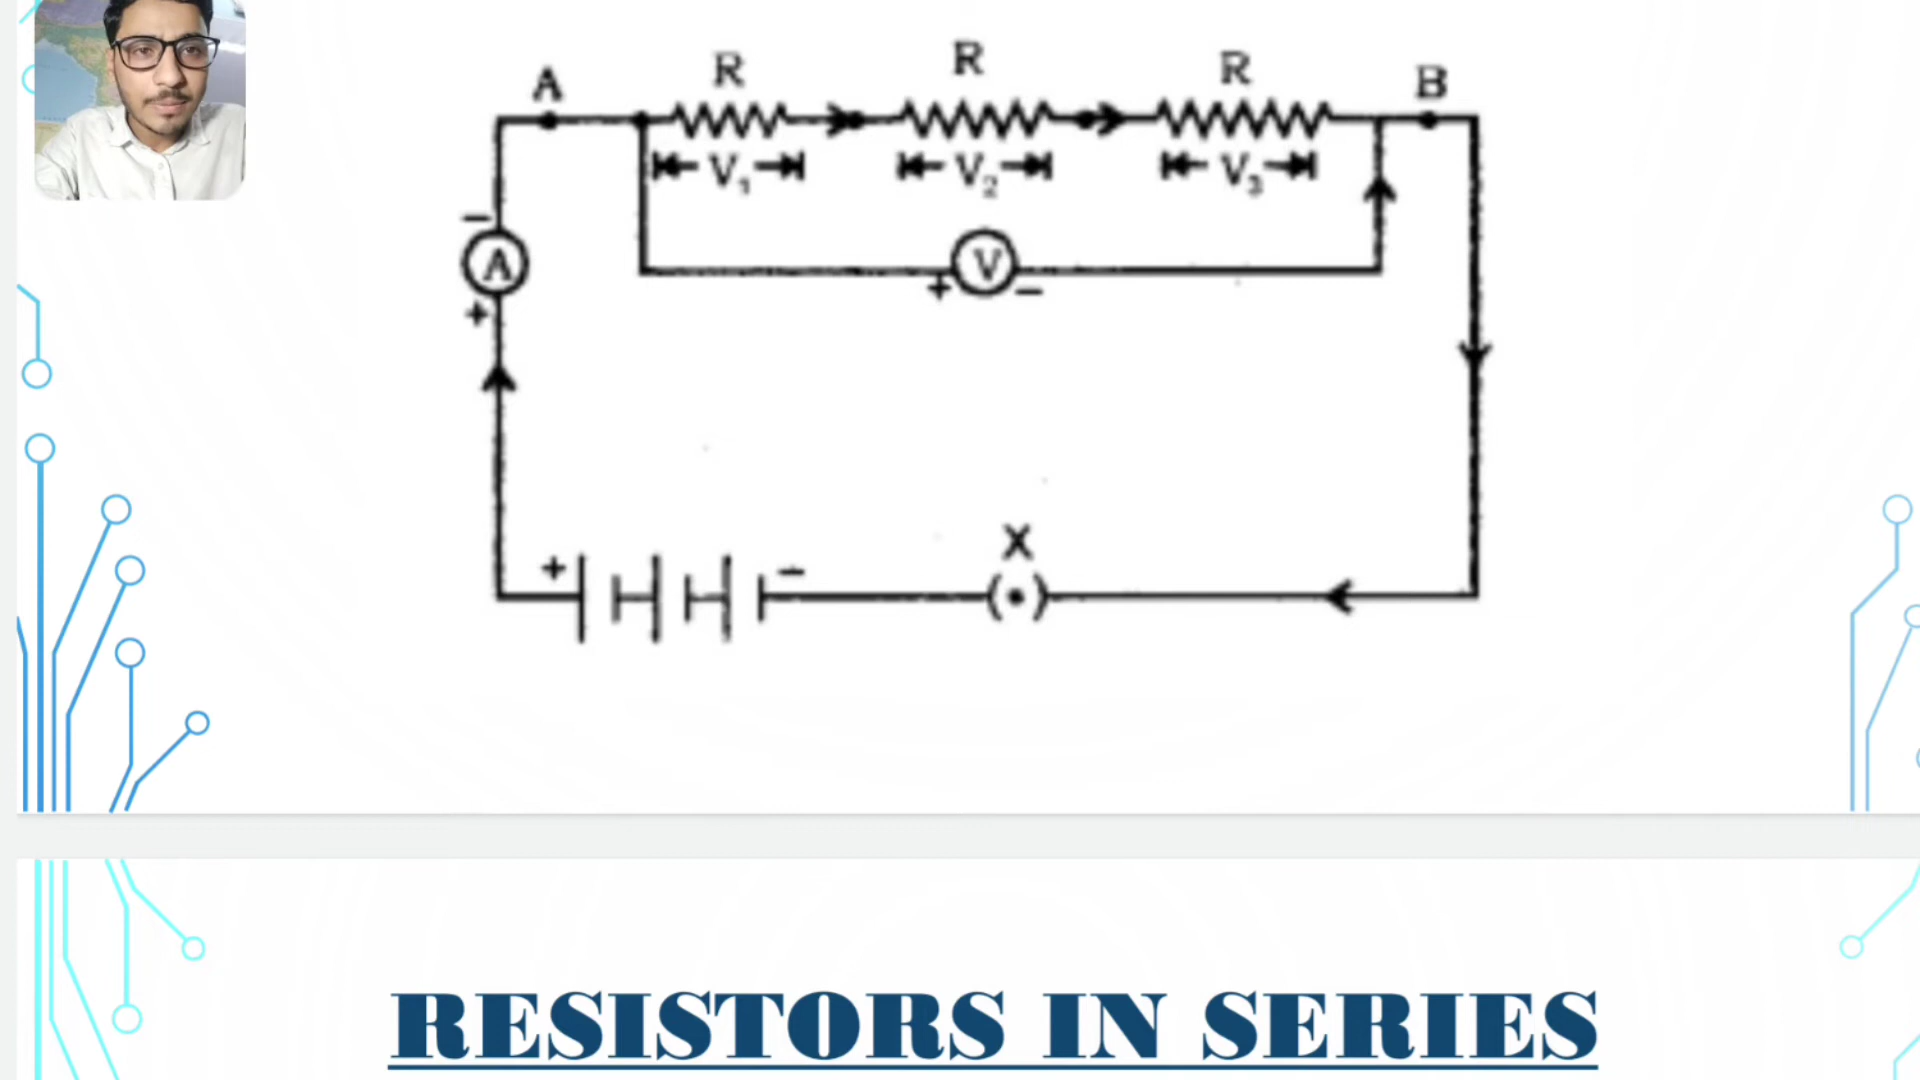 A R R R B
V₁ V₂ V₃
−
A V
+ + −
X
+ −
RESISTORS IN SERIES